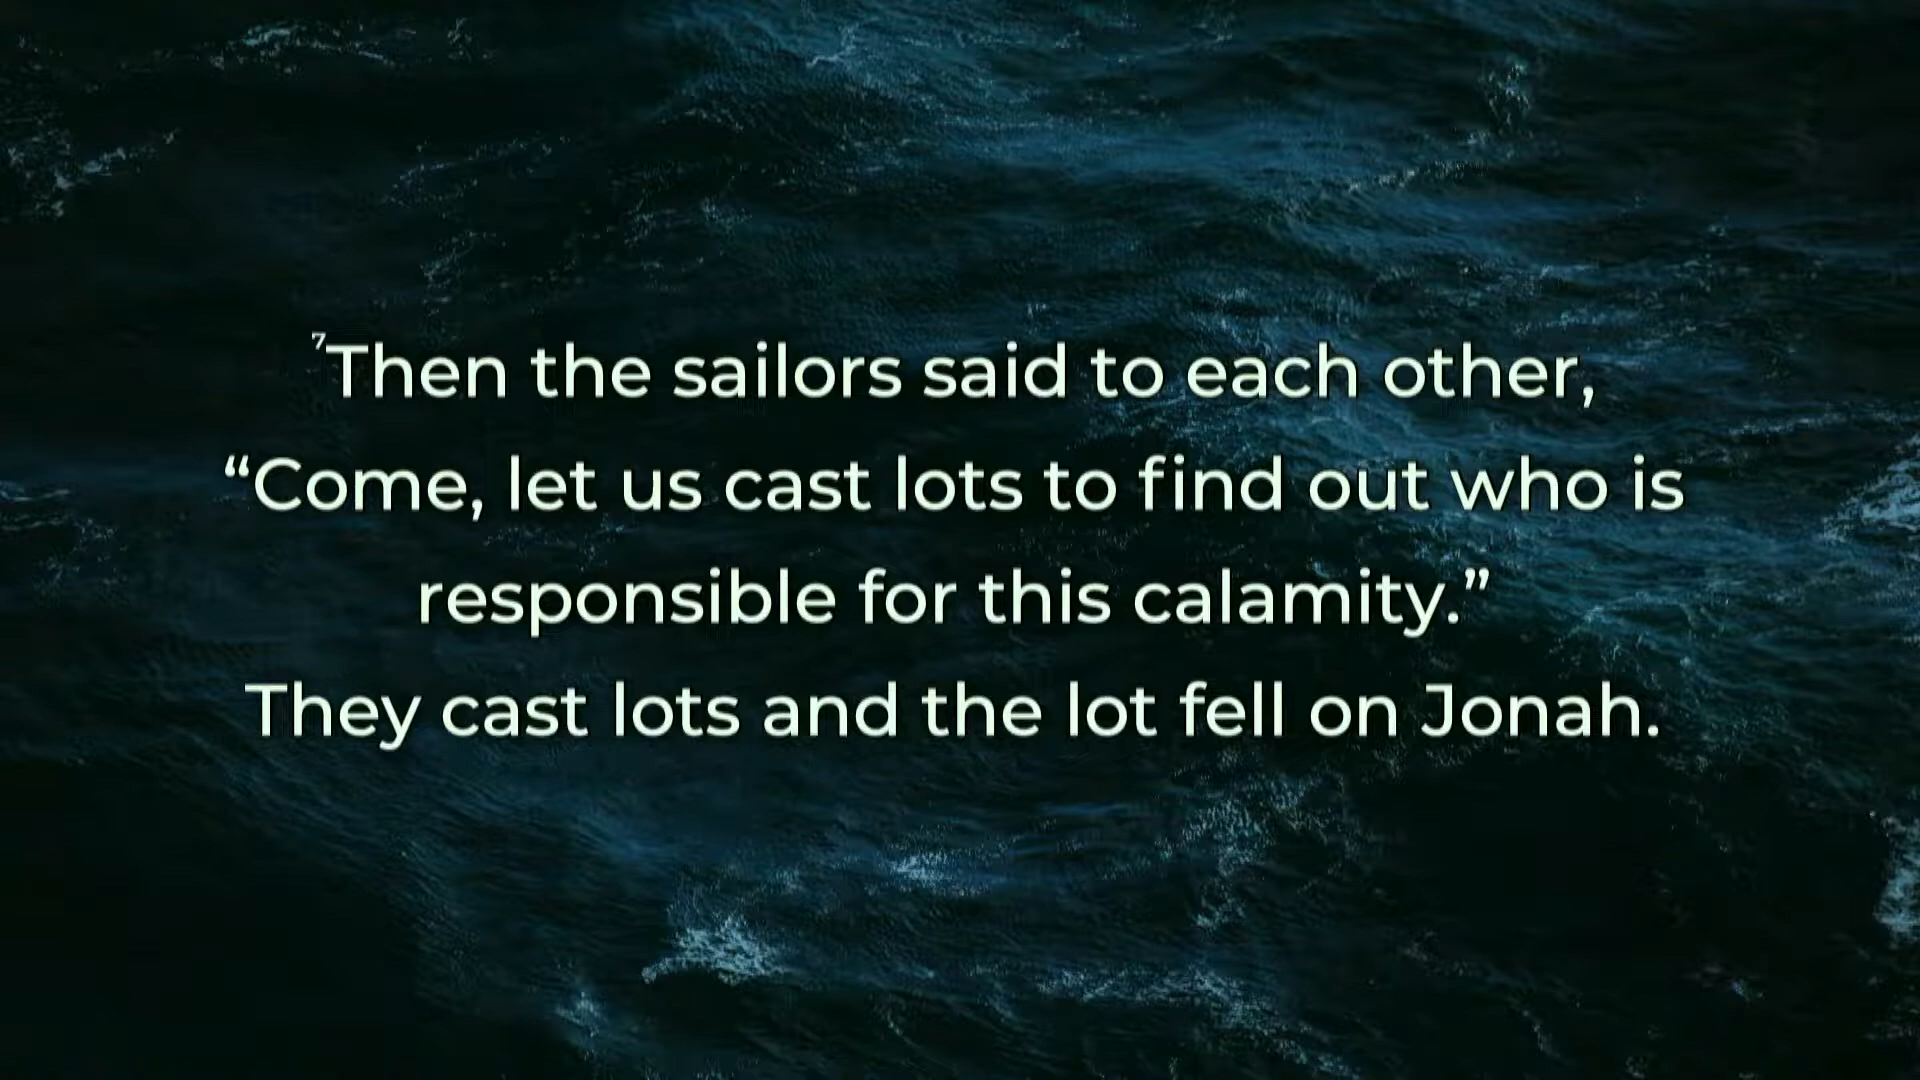 ⁷Then the sailors said to each other,
“Come, let us cast lots to find out who is
responsible for this calamity.”
They cast lots and the lot fell on Jonah.